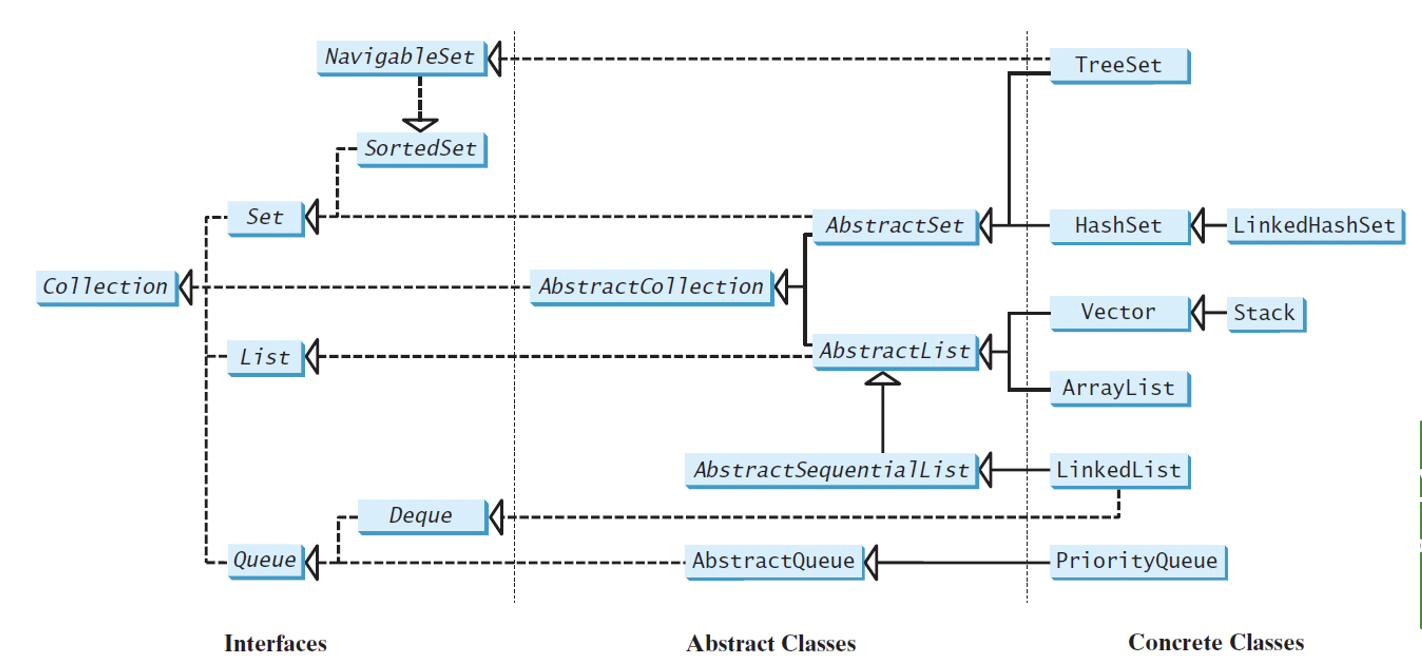 NavigableSet
TreeSet
SortedSet
Set
AbstractSet
HashSet
LinkedHashSet
Collection
AbstractCollection
Vector
Stack
List
AbstractList
ArrayList
AbstractSequentialList
LinkedList
Deque
Queue
AbstractQueue
PriorityQueue
Interfaces
Abstract Classes
Concrete Classes